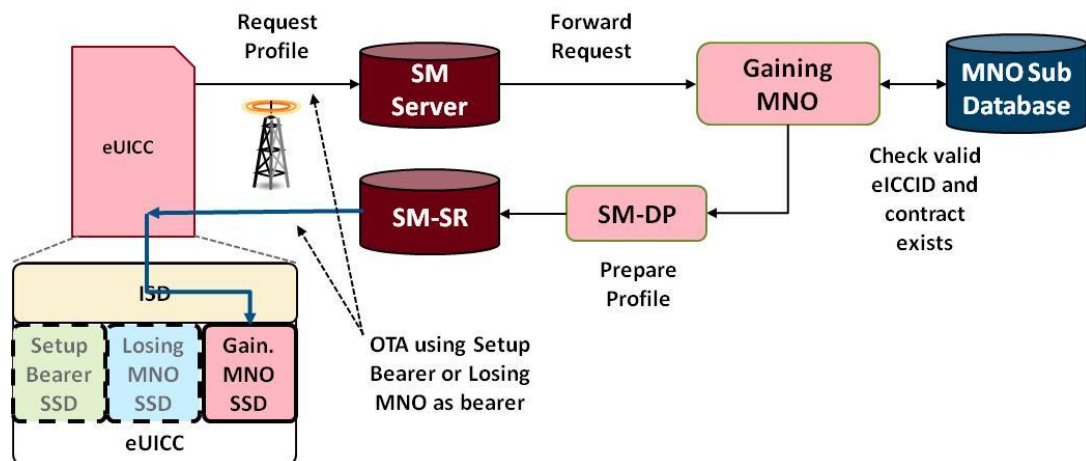 Request
Profile
Forward
Request
SM
Server
Gaining
MNO
MNO Sub
Database
eUICC
Check valid
eICCID and
contract
exists
SM-SR
SM-DP
Prepare
Profile
ISD
Setup
Bearer
SSD
Losing
MNO
SSD
Gain.
MNO
SSD
OTA using Setup
Bearer or Losing
MNO as bearer
eUICC